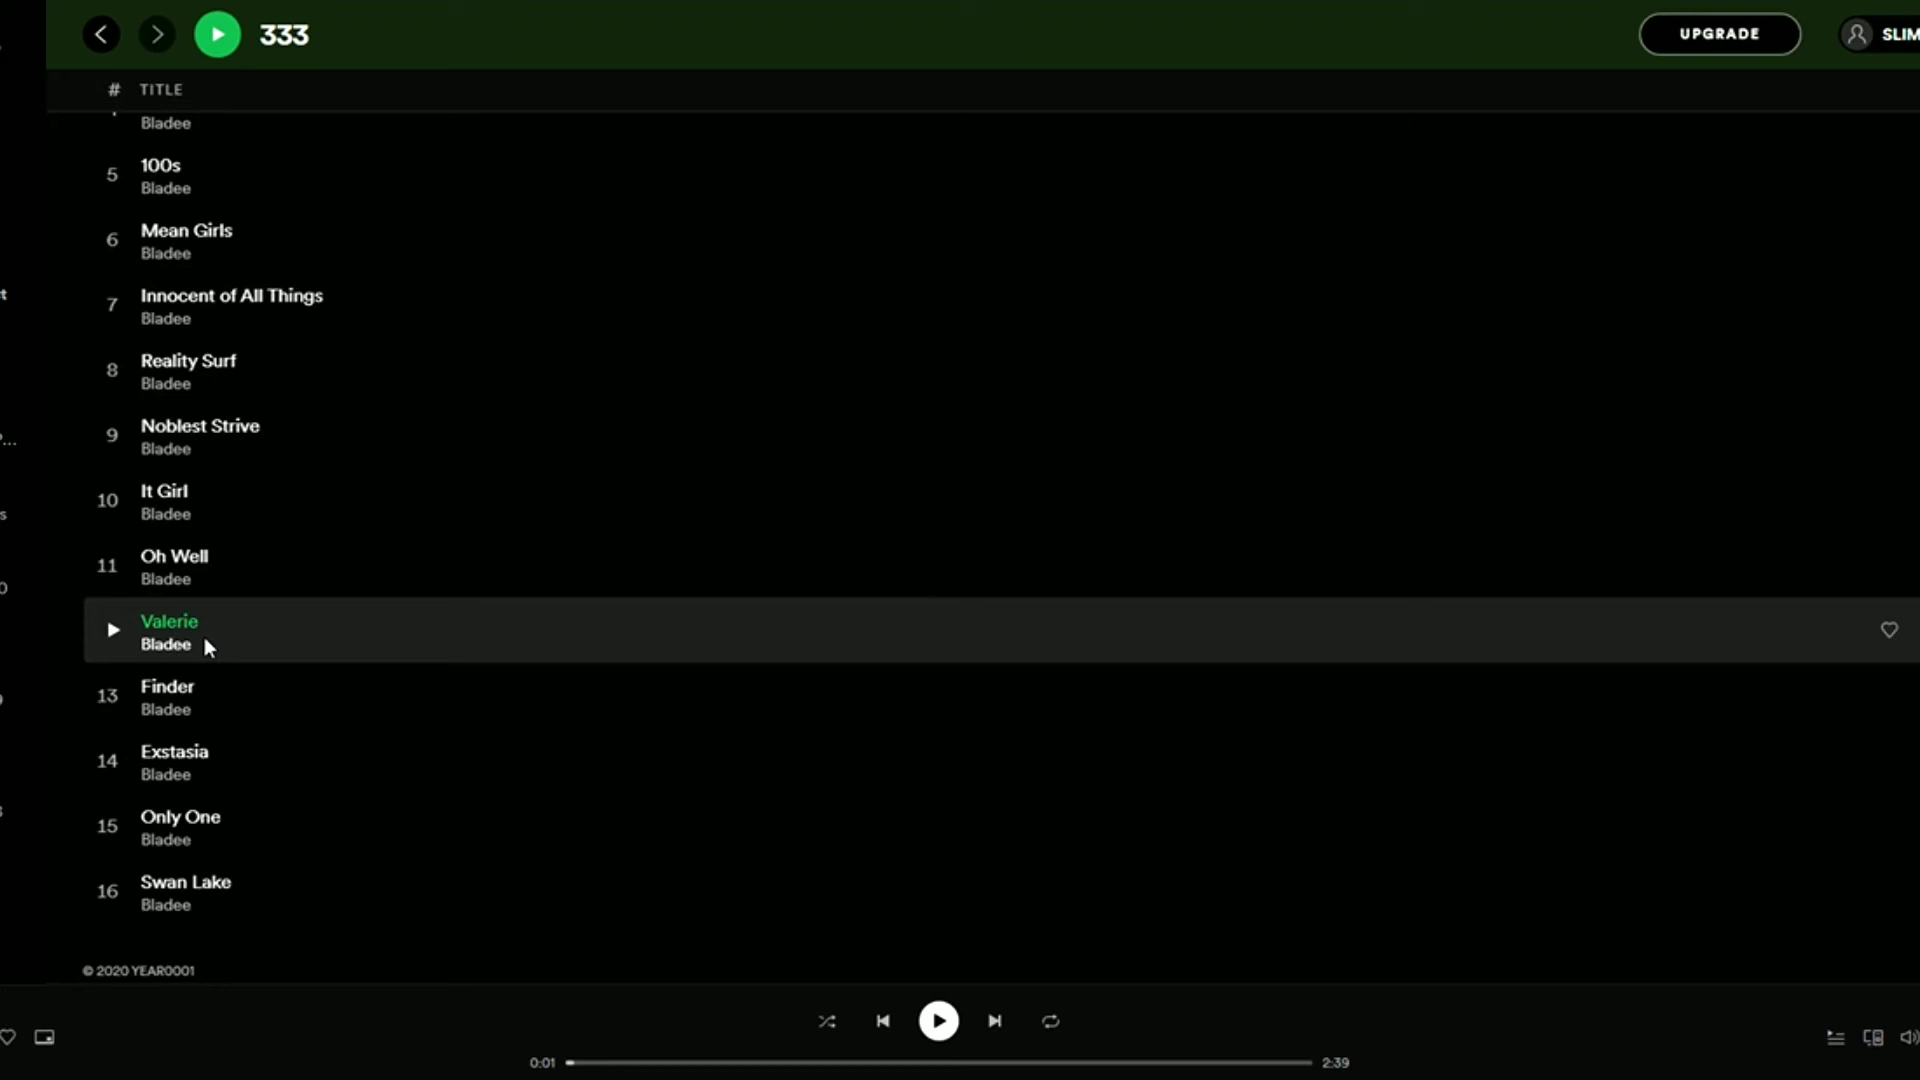 333
UPGRADE
SLIM
# TITLE
Bladee
5
100s
Bladee
6
Mean Girls
Bladee
7
Innocent of All Things
Bladee
8
Reality Surf
Bladee
9
Noblest Strive
Bladee
10
It Girl
Bladee
11
Oh Well
Bladee
Valerie
Bladee
13
Finder
Bladee
14
Exstasia
Bladee
15
Only One
Bladee
16
Swan Lake
Bladee
© 2020 YEAR0001
0:01
2:39